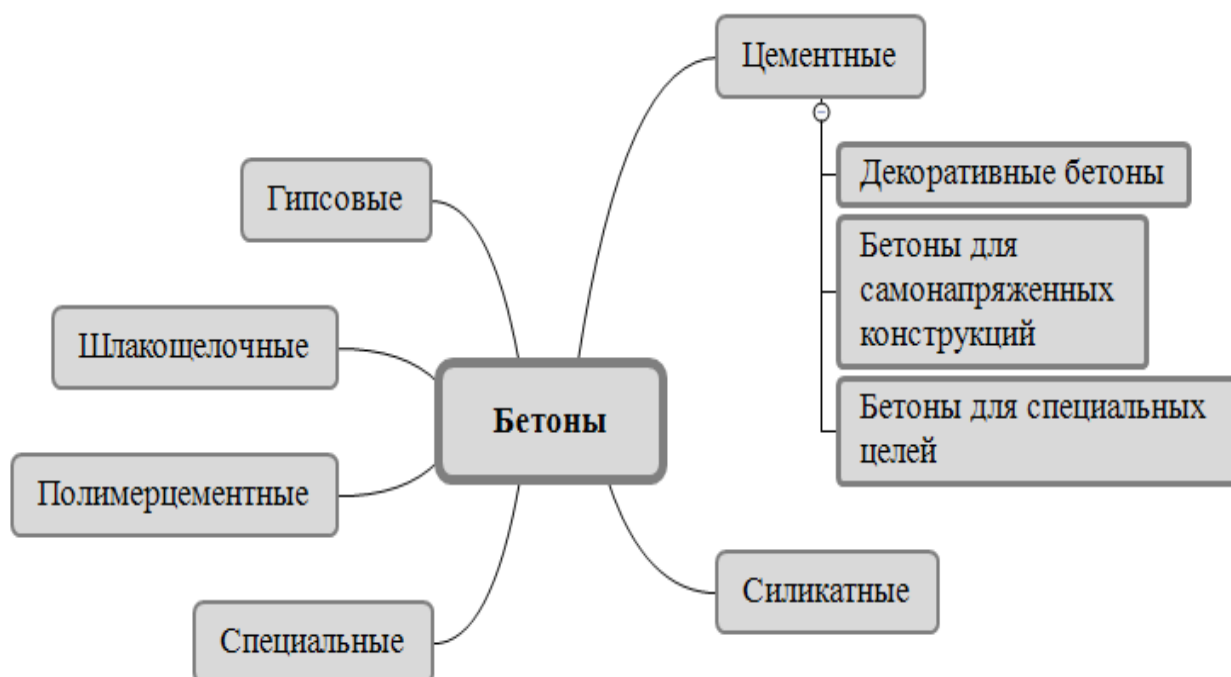 Цементные
Декоративные бетоны
Бетоны для
самонапряженных
конструкций
Бетоны для специальных
целей
Гипсовые
Шлакощелочные
Бетоны
Полимерцементные
Силикатные
Специальные